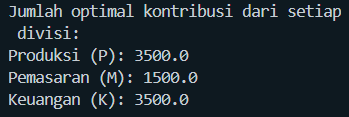 Jumlah optimal kontribusi dari setiap
divisi:
Produksi (P): 3500.0
Pemasaran (M): 1500.0
Keuangan (K): 3500.0